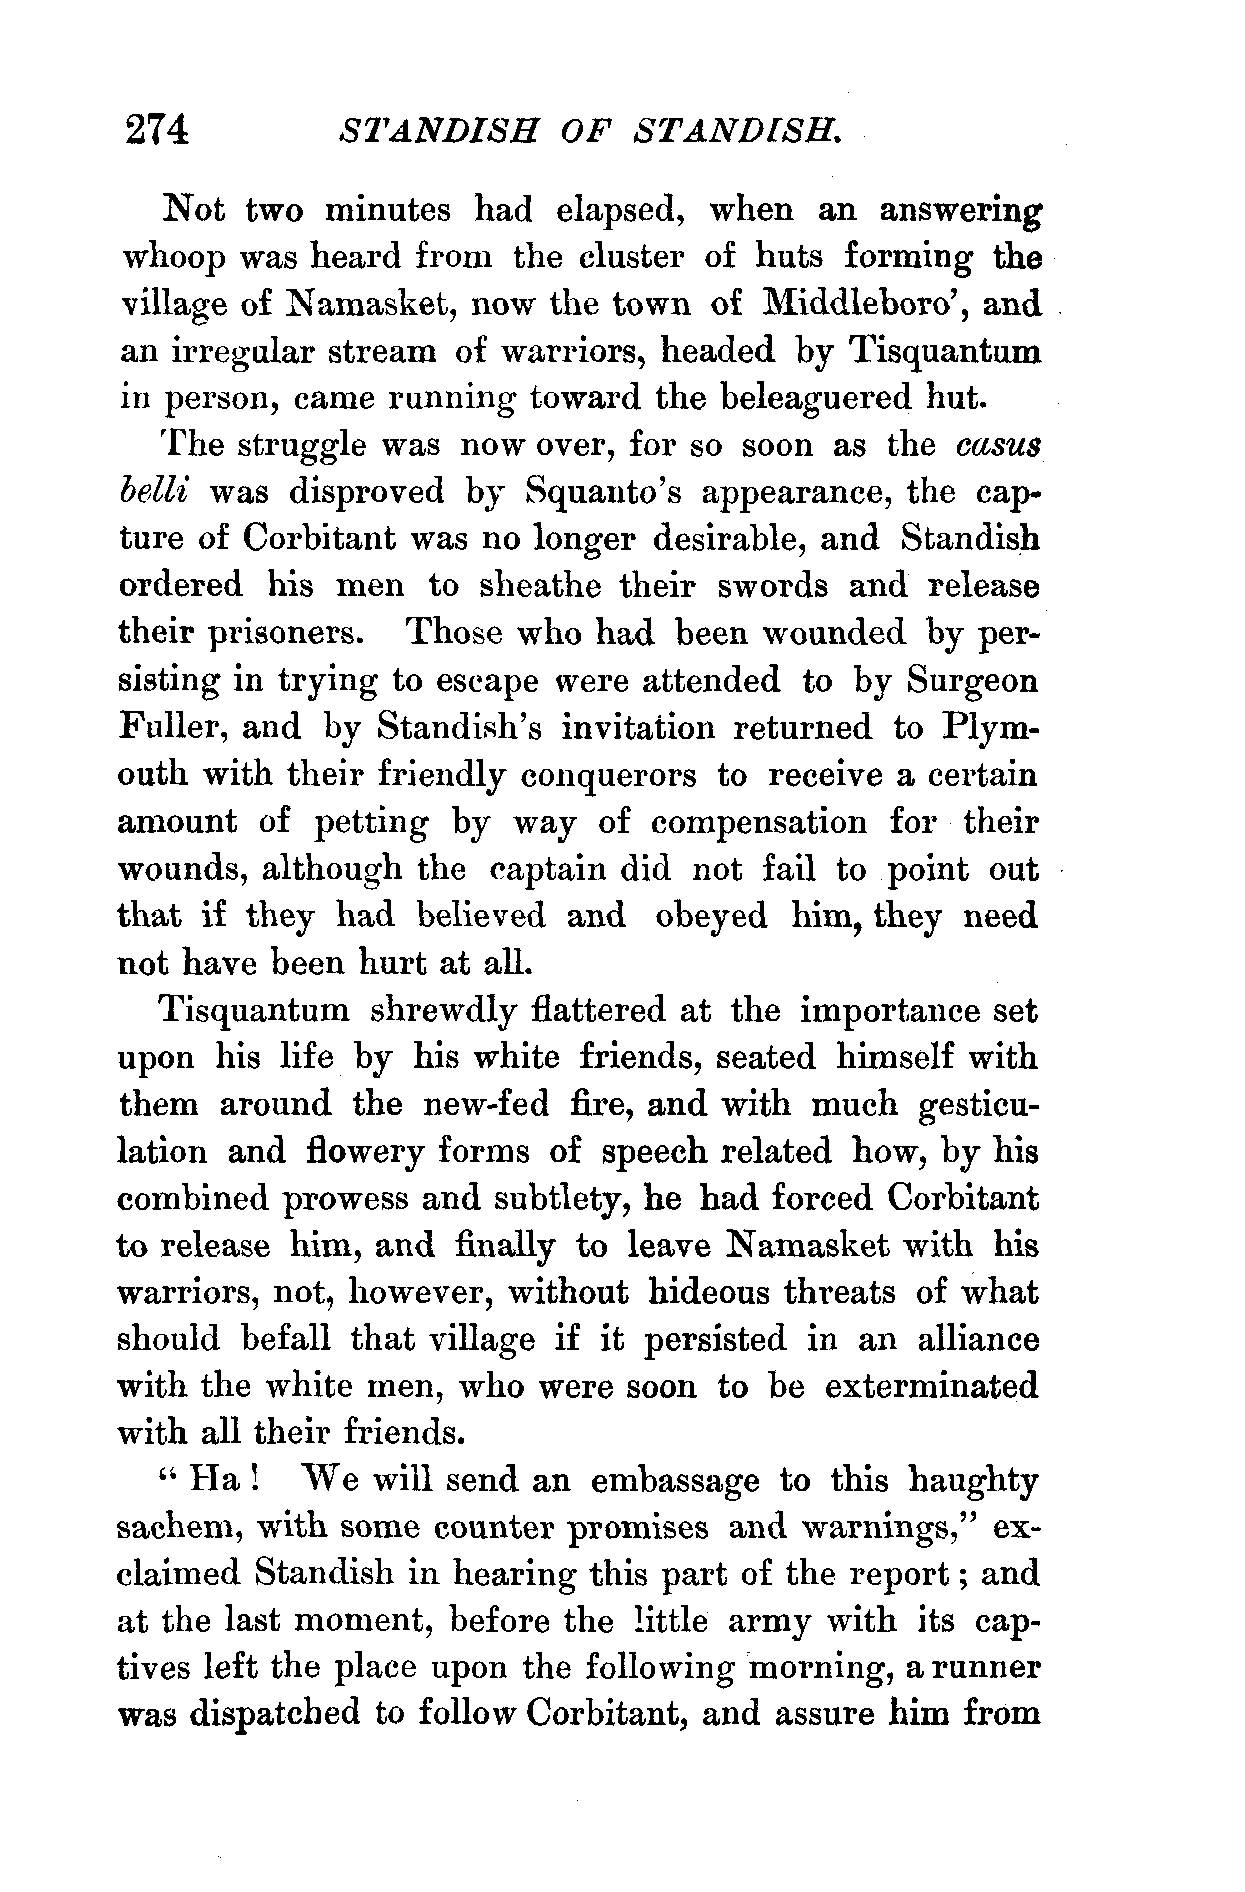 274 STANDISH OF STANDISH.
Not two minutes had elapsed, when an answering
whoop was heard from the cluster of huts forming the
village of Namasket, now the town of Middleboro', and
an irregular stream of warriors, headed by Tisquantum
in person, came running toward the beleaguered hut.
The struggle was now over, for so soon as the casus
belli was disproved by Squanto's appearance, the cap-
ture of Corbitant was no longer desirable, and Standish
ordered his men to sheathe their swords and release
their prisoners. Those who had been wounded by per-
sisting in trying to escape were attended to by Surgeon
Fuller, and by Standish's invitation returned to Plym-
outh with their friendly conquerors to receive a certain
amount of petting by way of compensation for their
wounds, although the captain did not fail to point out
that if they had believed and obeyed him, they need
not have been hurt at all.
Tisquantum shrewdly flattered at the importance set
upon his life by his white friends, seated himself with
them around the new-fed fire, and with much gesticu-
lation and flowery forms of speech related how, by his
combined prowess and subtlety, he had forced Corbitant
to release him, and finally to leave Namasket with his
warriors, not, however, without hideous threats of what
should befall that village if it persisted in an alliance
with the white men, who were soon to be exterminated
with all their friends.
"Ha! We will send an embassage to this haughty
sachem, with some counter promises and warnings," ex-
claimed Standish in hearing this part of the report; and
at the last moment, before the little army with its cap-
tives left the place upon the following morning, a runner
was dispatched to follow Corbitant, and assure him from